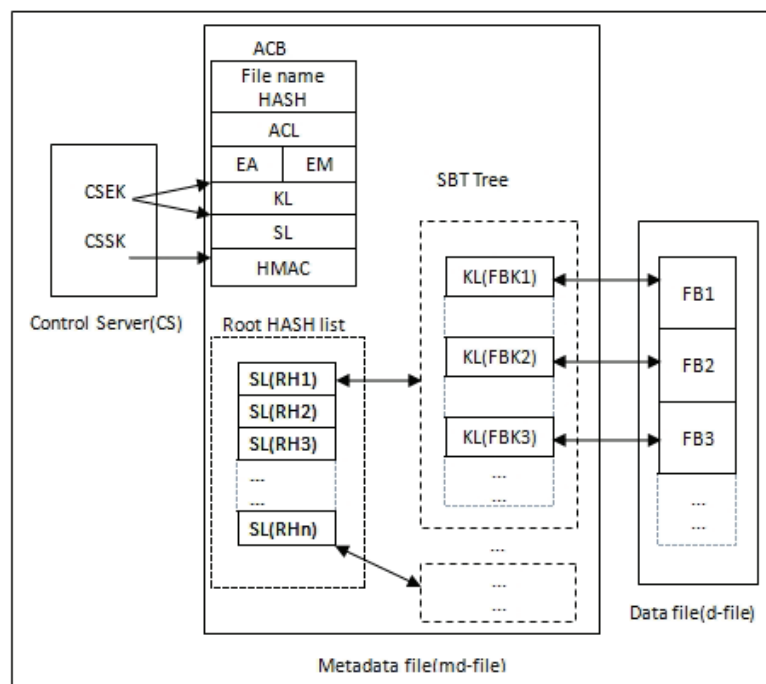 ACB
File name
HASH
ACL
EA EM
KL
SL
HMAC
CSEK
CSSK
Control Server(CS)
Root HASH list
SL(RH1)
SL(RH2)
SL(RH3)
...
...
SL(RHn)
SBT Tree
KL(FBK1)
KL(FBK2)
KL(FBK3)
...
...
...
...
...
FB1
FB2
FB3
...
...
Data file(d-file)
Metadata file(md-file)